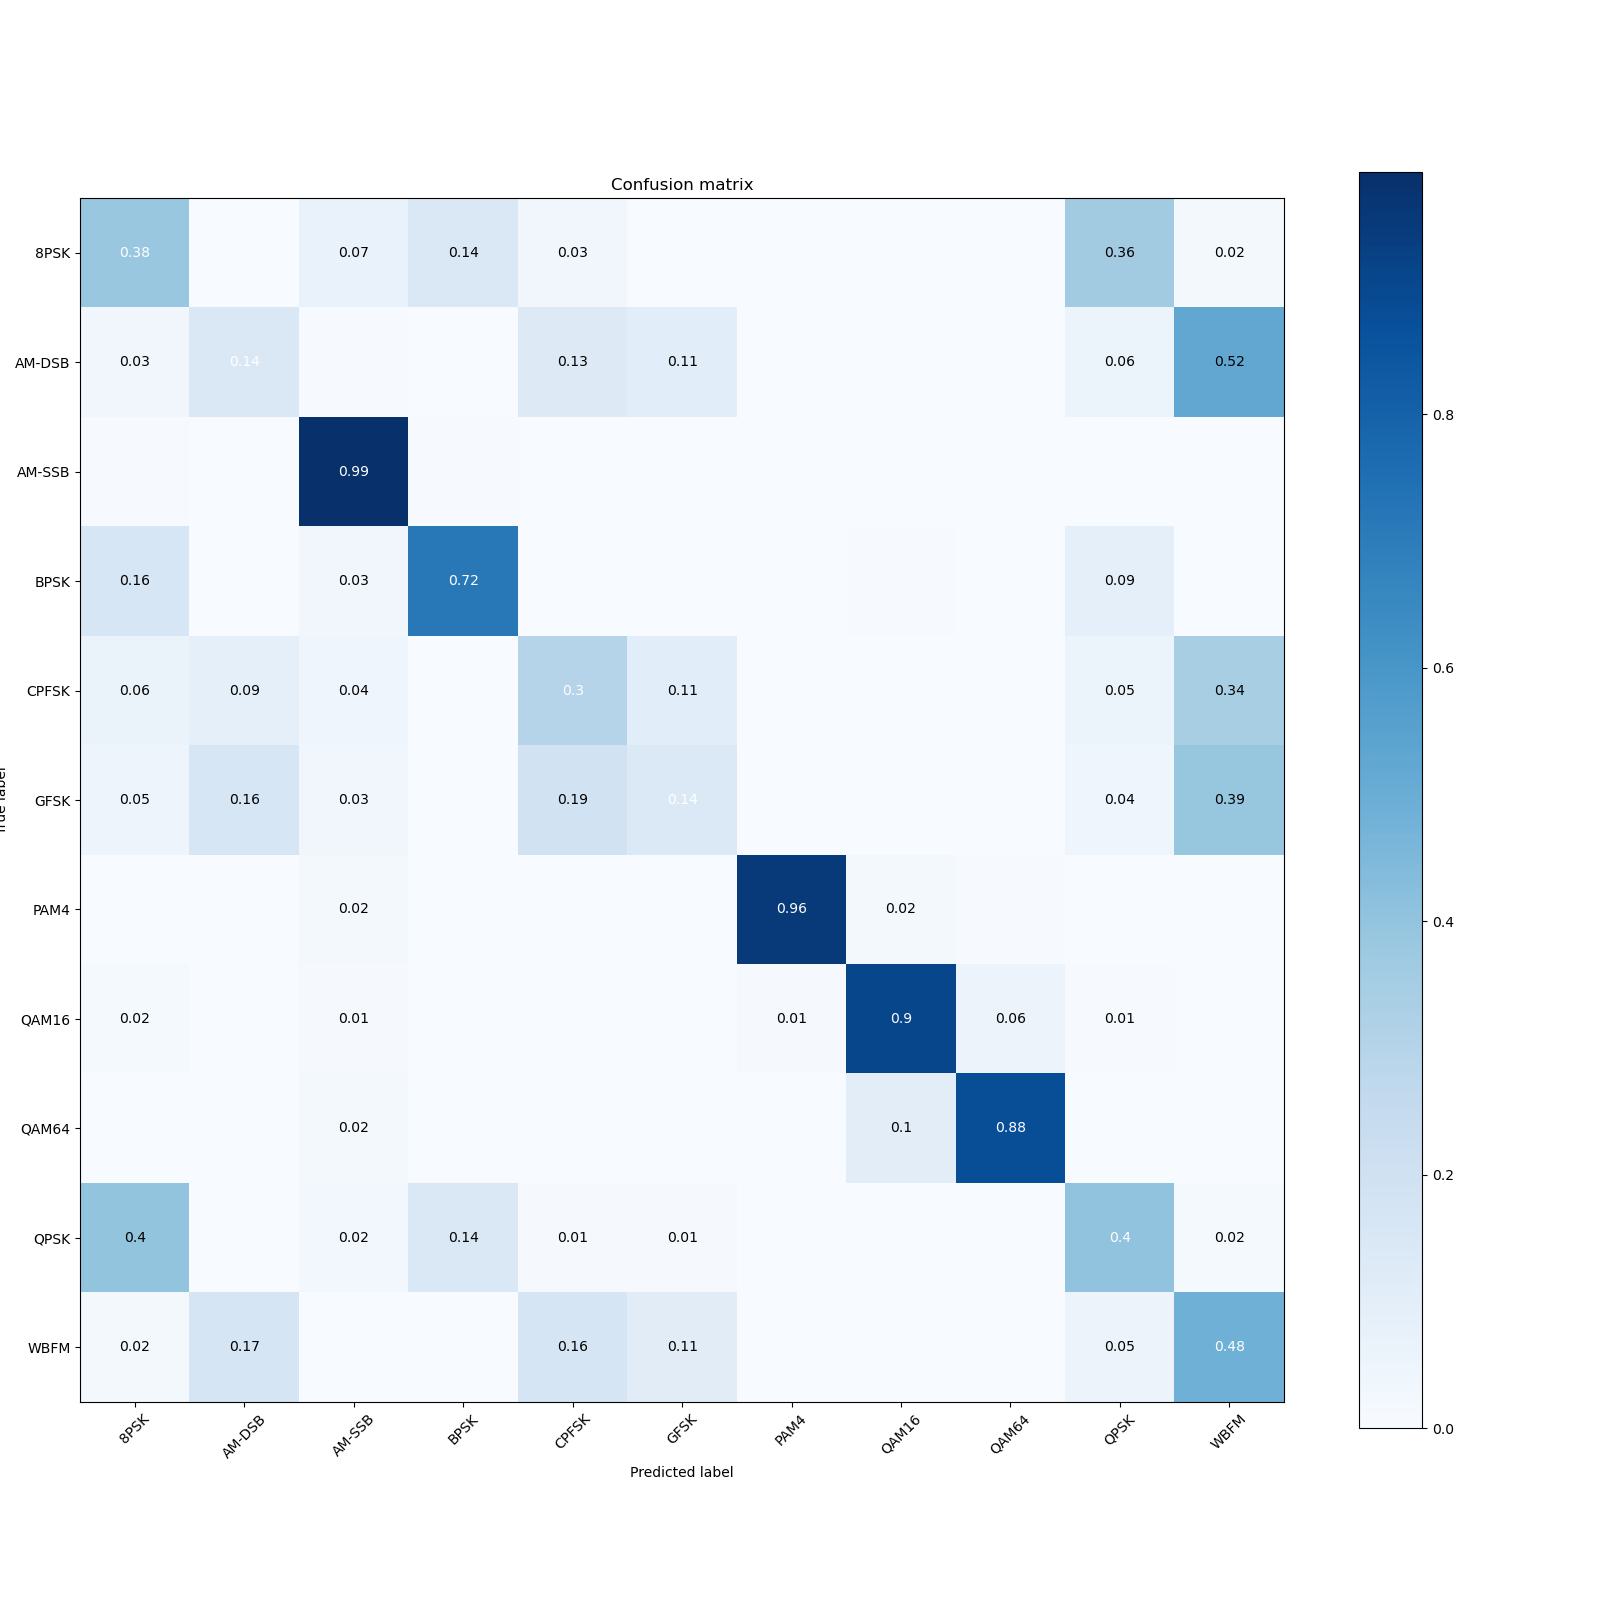 Confusion matrix
8PSK 0.38 0.07 0.14 0.03 0.36 0.02
AM-DSB 0.03 0.14 0.13 0.11 0.06 0.52
AM-SSB 0.99
BPSK 0.16 0.03 0.72 0.09
CPFSK 0.06 0.09 0.04 0.3 0.11 0.05 0.34
GFSK 0.05 0.16 0.03 0.19 0.14 0.04 0.39
PAM4 0.02 0.96 0.02
QAM16 0.02 0.01 0.01 0.9 0.06 0.01
QAM64 0.02 0.1 0.88
QPSK 0.4 0.02 0.14 0.01 0.01 0.4 0.02
WBFM 0.02 0.17 0.16 0.11 0.05 0.48
8PSK AM-DSB AM-SSB BPSK CPFSK GFSK PAM4 QAM16 QAM64 QPSK WBFM
Predicted label
label
0.8
0.6
0.4
0.2
0.0